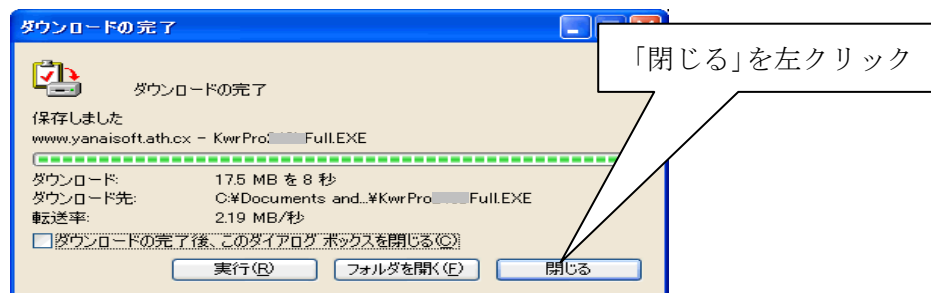 ダウンロードの完了
「閉じる」を左クリック
ダウンロードの完了
保存しました
www.yanaisoft.ath.cx - KwrPro Full.EXE
ダウンロード: 17.5 MB を 8 秒
ダウンロード先: C:¥Documents and...¥KwrPro Full.EXE
転送率: 2.19 MB/秒
ダウンロードの完了後、このダイアログ ボックスを閉じる(C)
実行(R) フォルダを開く(F) 閉じる